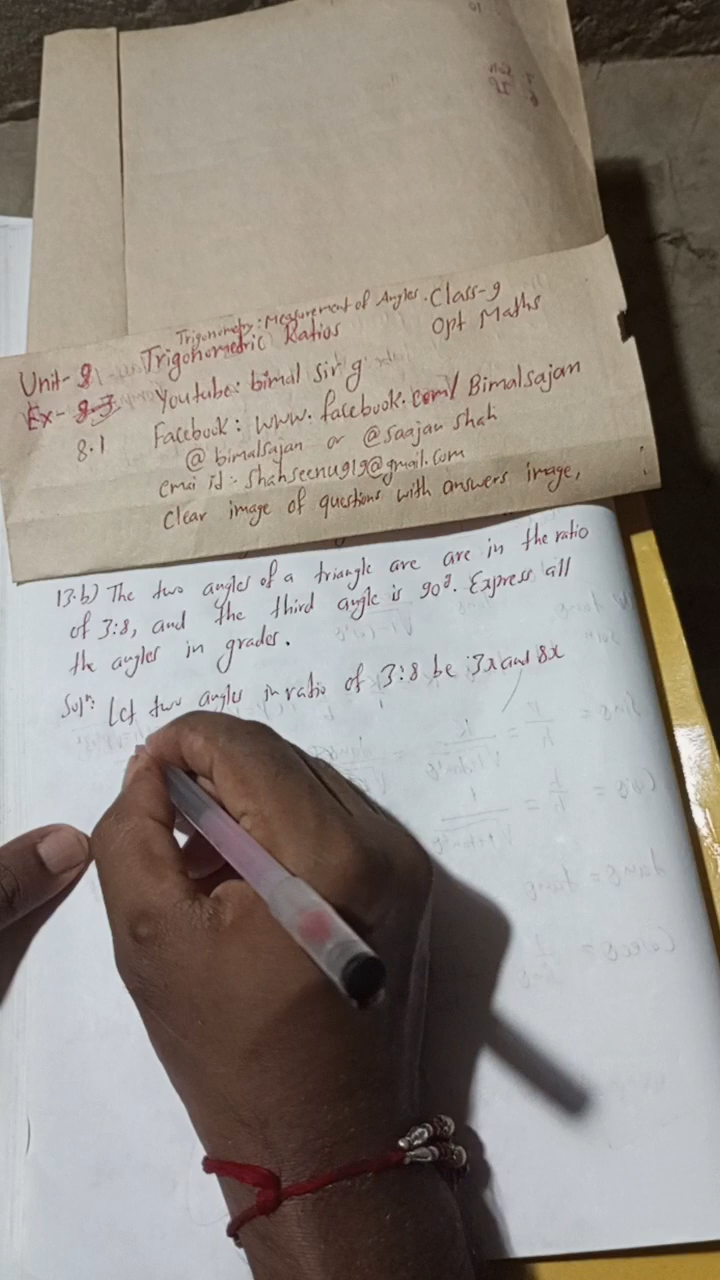 Trigonometry: Measurement of Angles. Class-9
Unit-8 Trigonometric Ratios Opt Maths
Ex- 8.3 Youtube: bimal sir g
8.1 Facebook: www.facebook.com/Bimalsajan
@bimalsajan or @saajan shah
emai id:- shahseenu919@gmail.com
Clear image of questions with answers image,
13.b) The two angles of a triangle are are in the ratio
of 3:8, and the third angle is 90g. Express all
the angles in grades.
Solⁿ: Let two angles in ratio of 3:8 be 3x and 8x